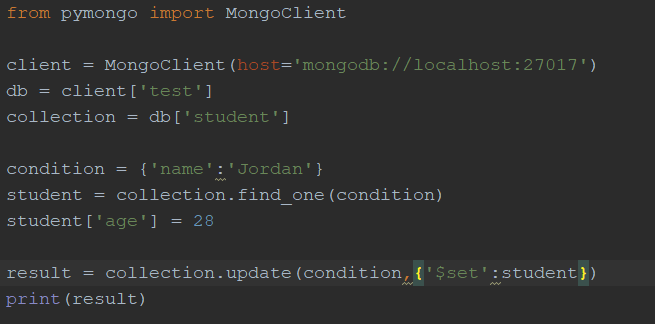 from pymongo import MongoClient
client = MongoClient(host='mongodb://localhost:27017')
db = client['test']
collection = db['student']
condition = {'name':'Jordan'}
student = collection.find_one(condition)
student['age'] = 28
result = collection.update(condition,{'$set':student})
print(result)